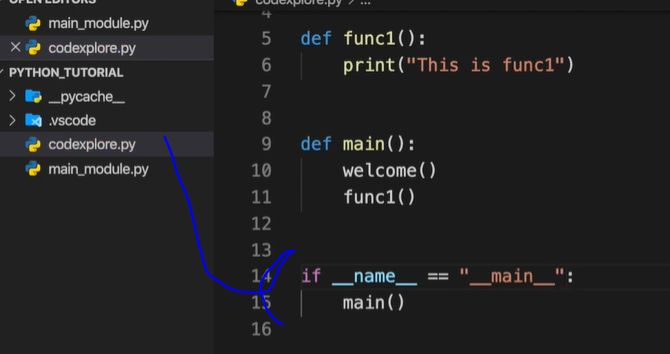 OPEN EDITORS
main_module.py
codexplore.py
PYTHON_TUTORIAL
__pycache__
.vscode
codexplore.py
main_module.py
codexplore.py > ...
4
5 def func1():
6 print("This is func1")
7
8
9 def main():
10 welcome()
11 func1()
12
13
14 if __name__ == "__main__":
15 main()
16